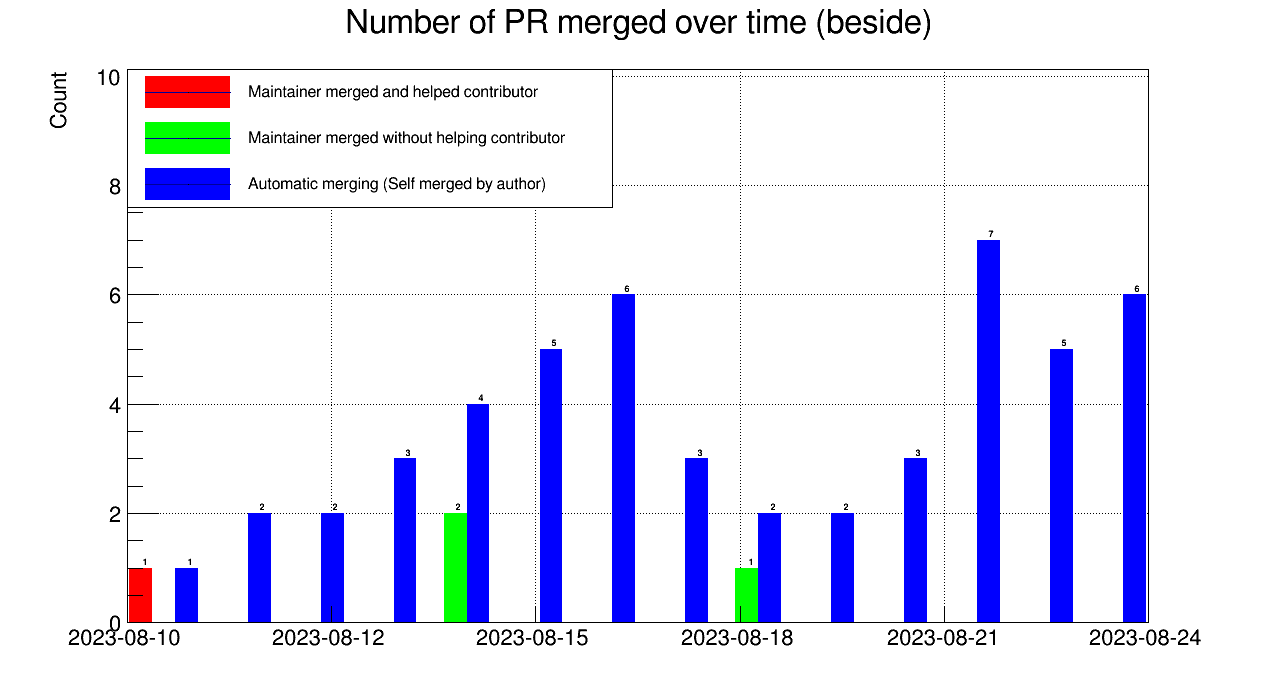 Number of PR merged over time (beside)
Count
10
8
6
4
2
0
Maintainer merged and helped contributor
Maintainer merged without helping contributor
Automatic merging (Self merged by author)
1 1 2 2 3 2 4 5 6 3 1 2 2 3 7 5 6
2023-08-10 2023-08-12 2023-08-15 2023-08-18 2023-08-21 2023-08-24